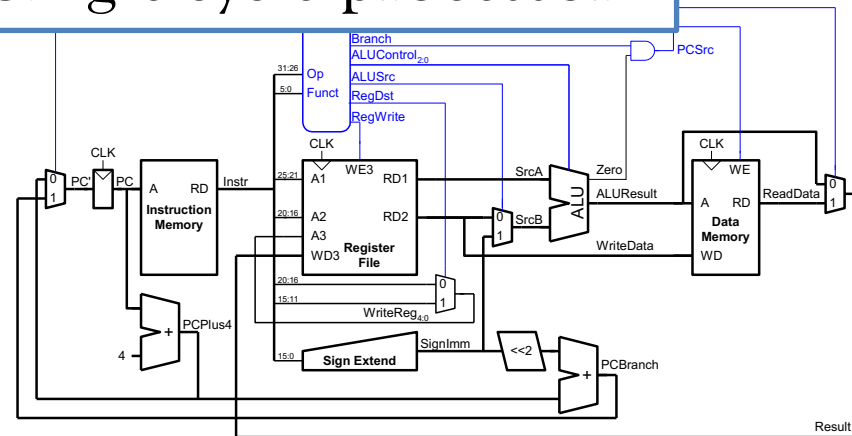 Branch
ALUControl2:0
PCSrc
ALUSrc
31:26 Op
5:0 Funct
RegDst
RegWrite
CLK
CLK
CLK
0
1
PC'
PC
A RD
Instruction
Memory
Instr
25:21 A1
WE3
RD1
20:16 A2
RD2
A3
WD3
Register
File
SrcA
0
1
SrcB
ALU
Zero
ALUResult
WriteData
WE
A RD
Data
Memory
WD
ReadData
0
1
20:16
0
15:11
1
WriteReg4:0
PCPlus4
+
4
15:0
Sign Extend
SignImm
<<2
+
PCBranch
Result